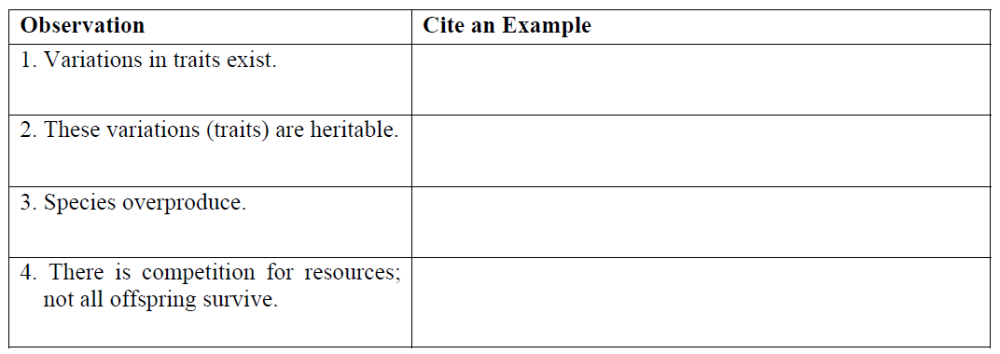 Observation
Cite an Example
1. Variations in traits exist.
2. These variations (traits) are heritable.
3. Species overproduce.
4. There is competition for resources;
not all offspring survive.